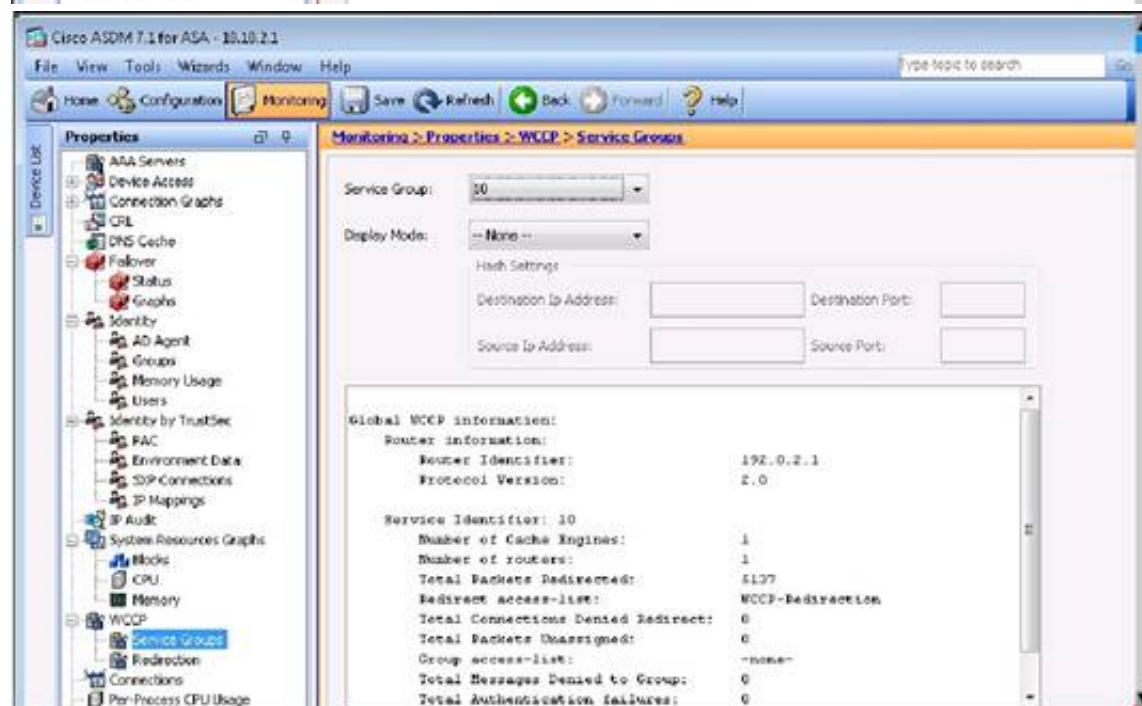 Cisco ASDM 7.1 for ASA - 10.10.2.1
File View Tools Wizards Window Help
Type topic to search
Go
Home Configuration Monitoring Save Refresh Back Forward Help
Device List
Properties
AAA Servers
Device Access
Connection Graphs
CRL
DNS Cache
Failover
Status
Graphs
Identity
AD Agent
Groups
Memory Usage
Users
Identity by TrustSec
PAC
Environment Data
SXP Connections
IP Mappings
IP Audit
System Resources Graphs
Blocks
CPU
Memory
WCCP
Service Groups
Redirection
Connections
Per-Process CPU Usage
Monitoring > Properties > WCCP > Service Groups
Service Group: 10
Display Mode: -- None --
Hash Settings
Destination Ip Address: Destination Port:
Source Ip Address: Source Port:
Global WCCP information:
Router information:
Router Identifier: 192.0.2.1
Protocol Version: 2.0
Service Identifier: 10
Number of Cache Engines: 1
Number of routers: 1
Total Packets Redirected: 5137
Redirect access-list: WCCP-Redirection
Total Connections Denied Redirect: 0
Total Packets Unassigned: 0
Group access-list: -none-
Total Messages Denied to Group: 0
Total Authentication failures: 0